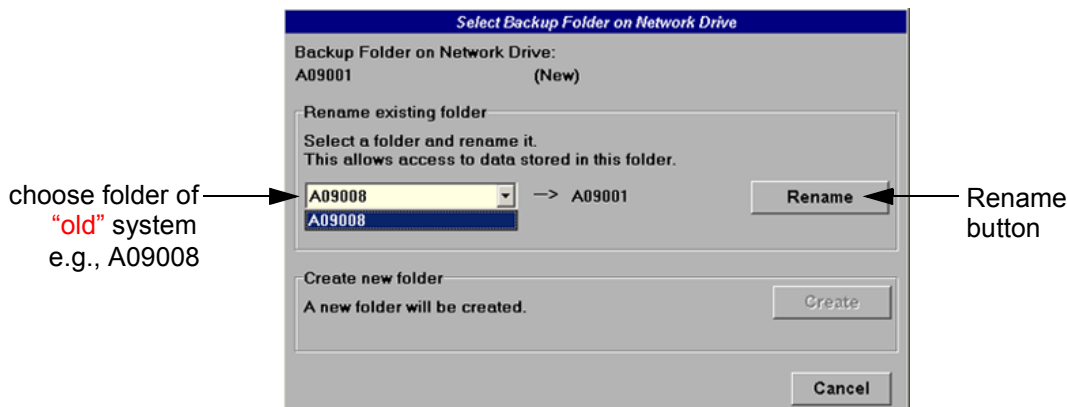 Select Backup Folder on Network Drive
Backup Folder on Network Drive:
A09001 (New)
Rename existing folder
Select a folder and rename it.
This allows access to data stored in this folder.
choose folder of
“old” system
e.g., A09008
A09008 —> A09001 Rename
A09008
Rename
button
Create new folder
A new folder will be created. Create
Cancel